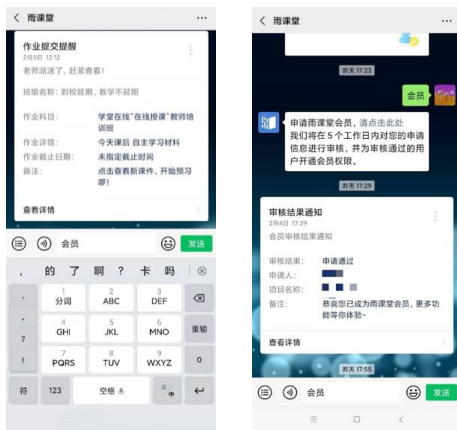 雨课堂
作业提交提醒
2月5日 12:12
老师派活了，赶紧查看！
班级名称：到校延期，教学不延期
作业科目： 学堂在线“在线授课”教师培
训班
作业详情： 今天课后 自主学习材料
作业截止日期： 未指定截止时间
备注： 点击查看新课件，开始预习
啰！
查看详情
会员
发送
， 的 了 啊 ？ 卡 吗
1 分词
2 ABC
3 DEF
4 GHI
5 JKL
6 MNO
重输
7 PQRS
8 TUV
9 WXYZ
0
？
！
符 123 空格 中
雨课堂
昨天 17:23
会员
申请雨课堂会员，请点击此处
我们将在 5 个工作日内对您的申请
信息进行审核，并为审核通过的用
户开通会员权限。
昨天 17:29
审核结果通知
2月4日 17:29
会员审核结果通知
审核结果： 申请通过
申请人：
项目名称：
备注： 恭喜您已成为雨课堂会员，更多功
能等你体验~
查看详情
昨天 17:55
会员
发送